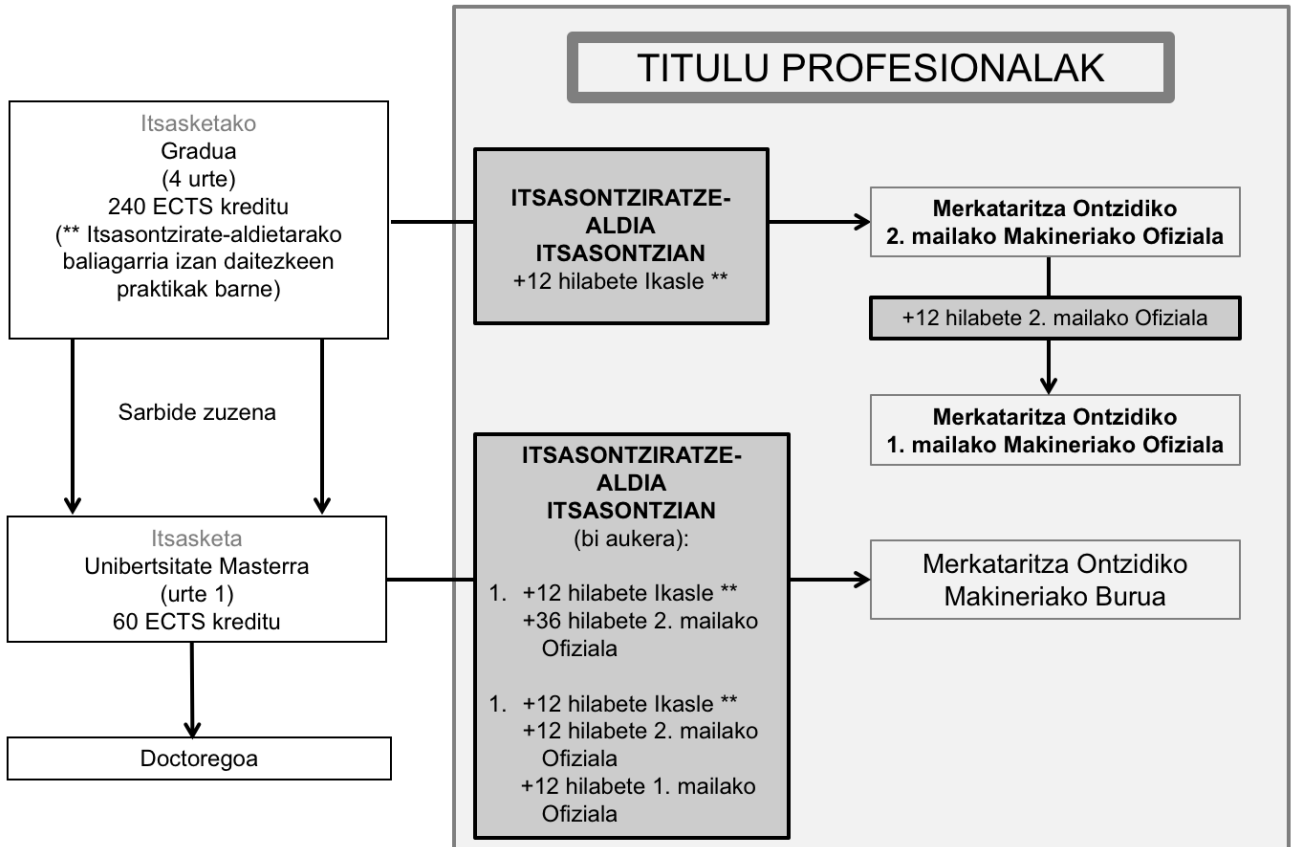 TITULU PROFESIONALAK
Itsasketako
Gradua
(4 urte)
240 ECTS kreditu
(** Itsasontzirate-aldietarako
baliagarria izan daitezkeen
praktikak barne)
ITSASONTZIRATZE-
ALDIA
ITSASONTZIAN
+12 hilabete Ikasle **
Merkataritza Ontzidiko
2. mailako Makineriako Ofiziala
+12 hilabete 2. mailako Ofiziala
Merkataritza Ontzidiko
1. mailako Makineriako Ofiziala
Sarbide zuzena
Itsasketa
Unibertsitate Masterra
(urte 1)
60 ECTS kreditu
ITSASONTZIRATZE-
ALDIA
ITSASONTZIAN
(bi aukera):
1. +12 hilabete Ikasle **
+36 hilabete 2. mailako
Ofiziala
1. +12 hilabete Ikasle **
+12 hilabete 2. mailako
Ofiziala
+12 hilabete 1. mailako
Ofiziala
Merkataritza Ontzidiko
Makineriako Burua
Doctoregoa